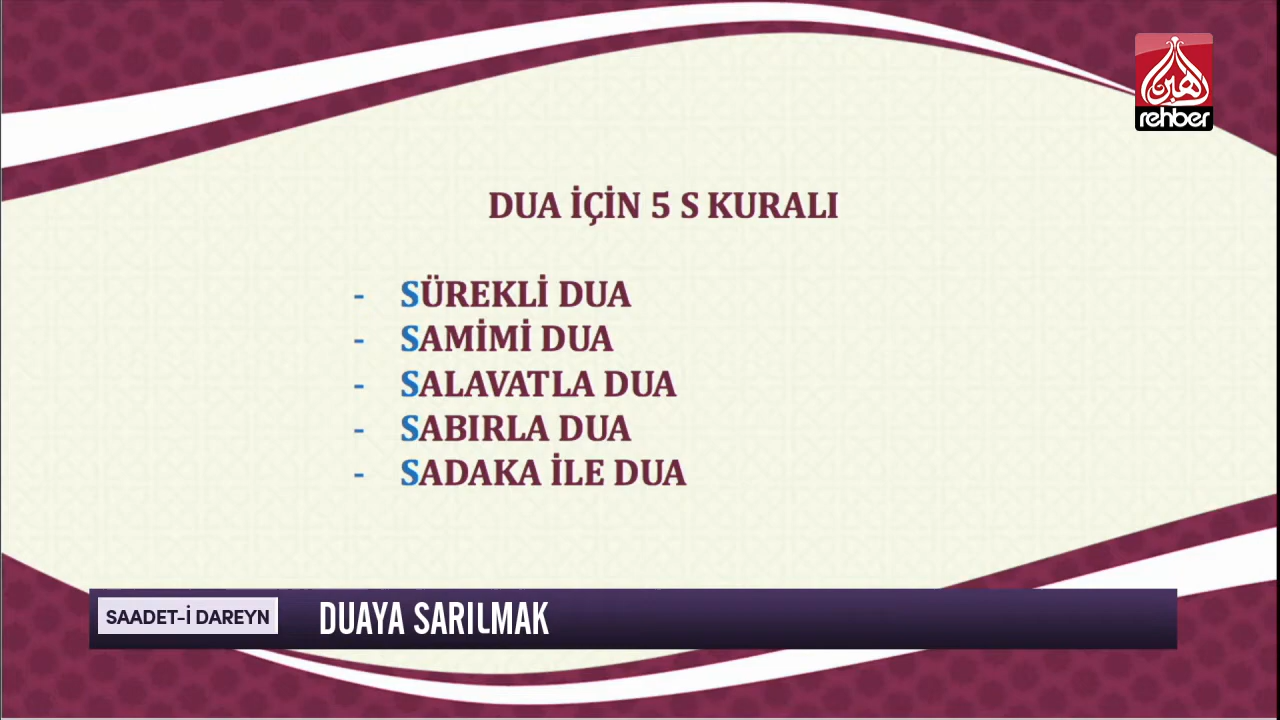 رهبر
rehber
DUA İÇİN 5 S KURALI
- SÜREKLİ DUA
- SAMİMİ DUA
- SALAVATLA DUA
- SABIRLA DUA
- SADAKA İLE DUA
SAADET-İ DAREYN
DUAYA SARILMAK